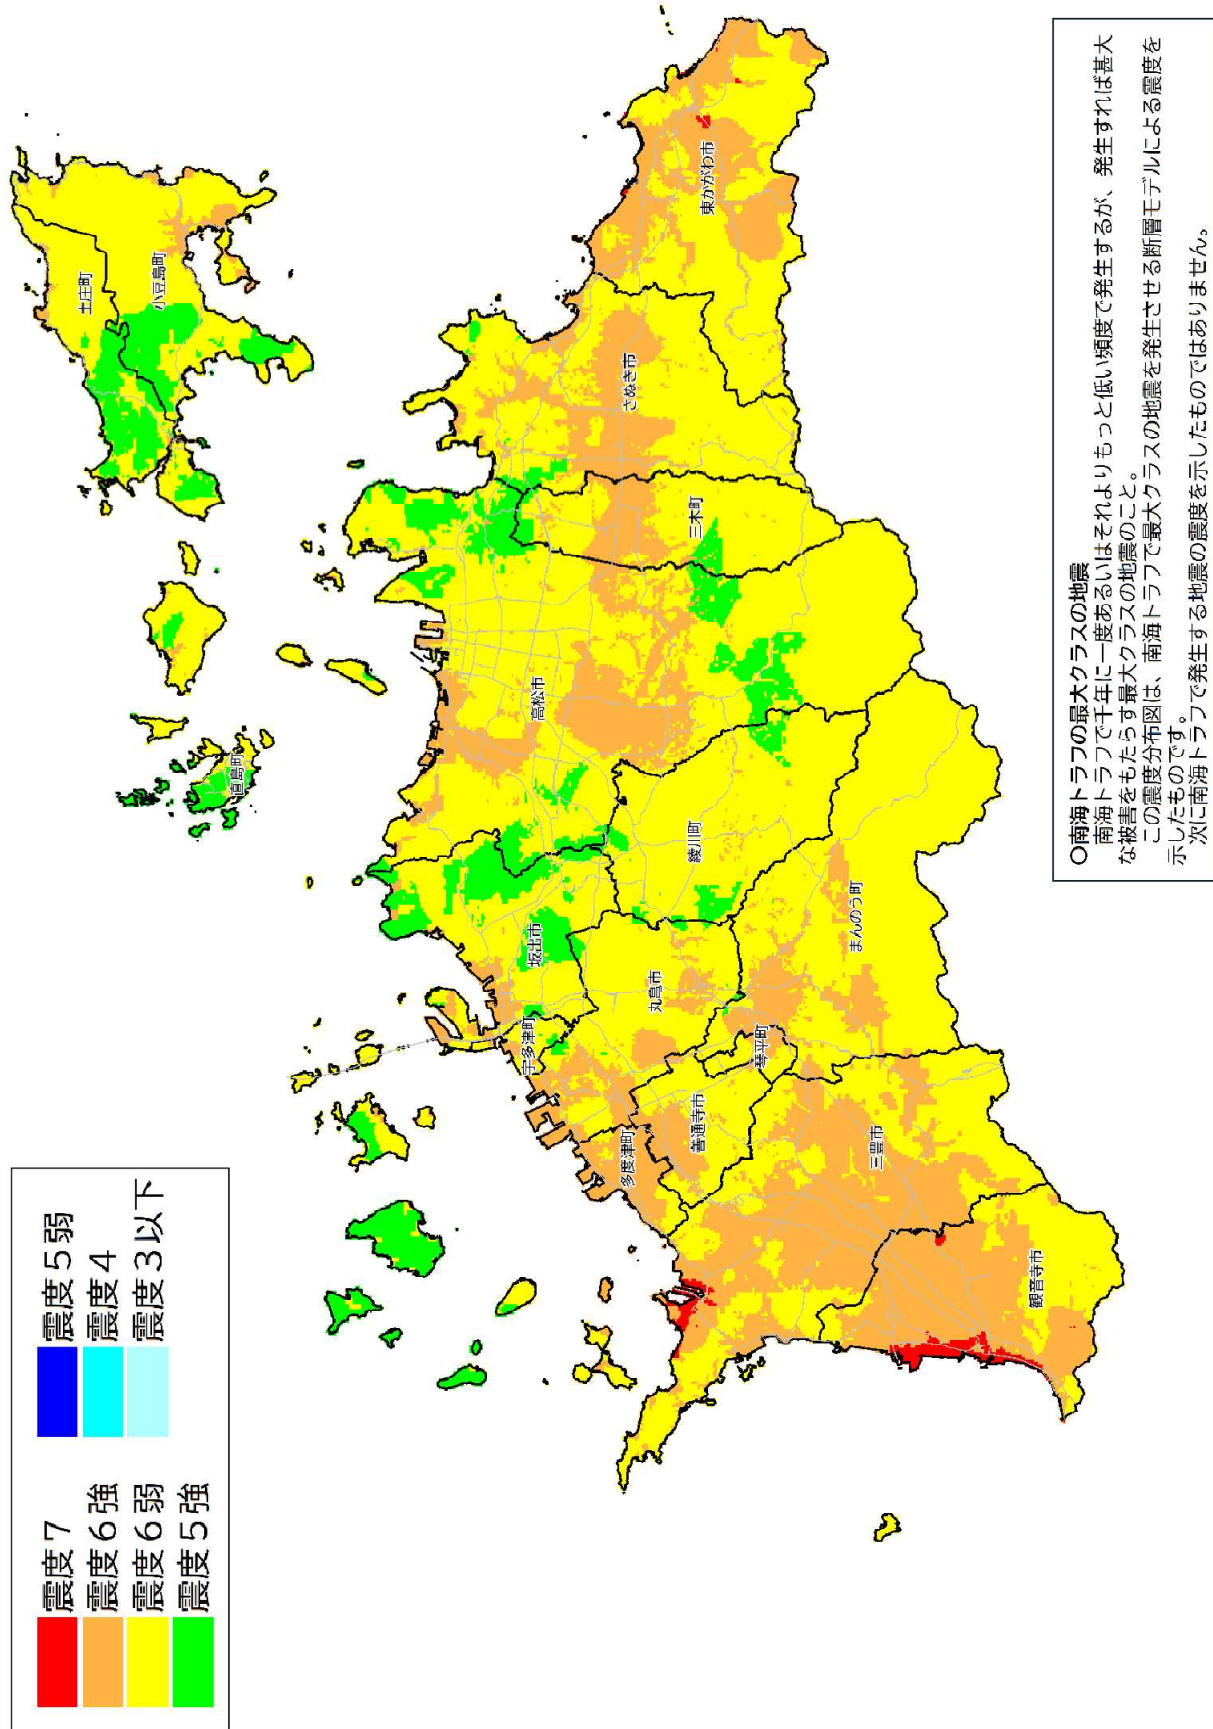 震度７
震度６強
震度６弱
震度５強
震度５弱
震度４
震度３以下
土庄町
小豆島町
直島町
東かがわ市
さぬき市
三木町
高松市
綾川町
坂出市
宇多津町
丸亀市
まんのう町
琴平町
善通寺市
多度津町
三豊市
観音寺市
○南海トラフの最大クラスの地震
南海トラフで千年に一度あるいはそれよりもっと低い頻度で発生するが、発生すれば甚大
な被害をもたらす最大クラスの地震のこと。
この震度分布図は、南海トラフで最大クラスの地震を発生させる断層モデルによる震度を
示したものです。
次に南海トラフで発生する地震の震度を示したものではありません。